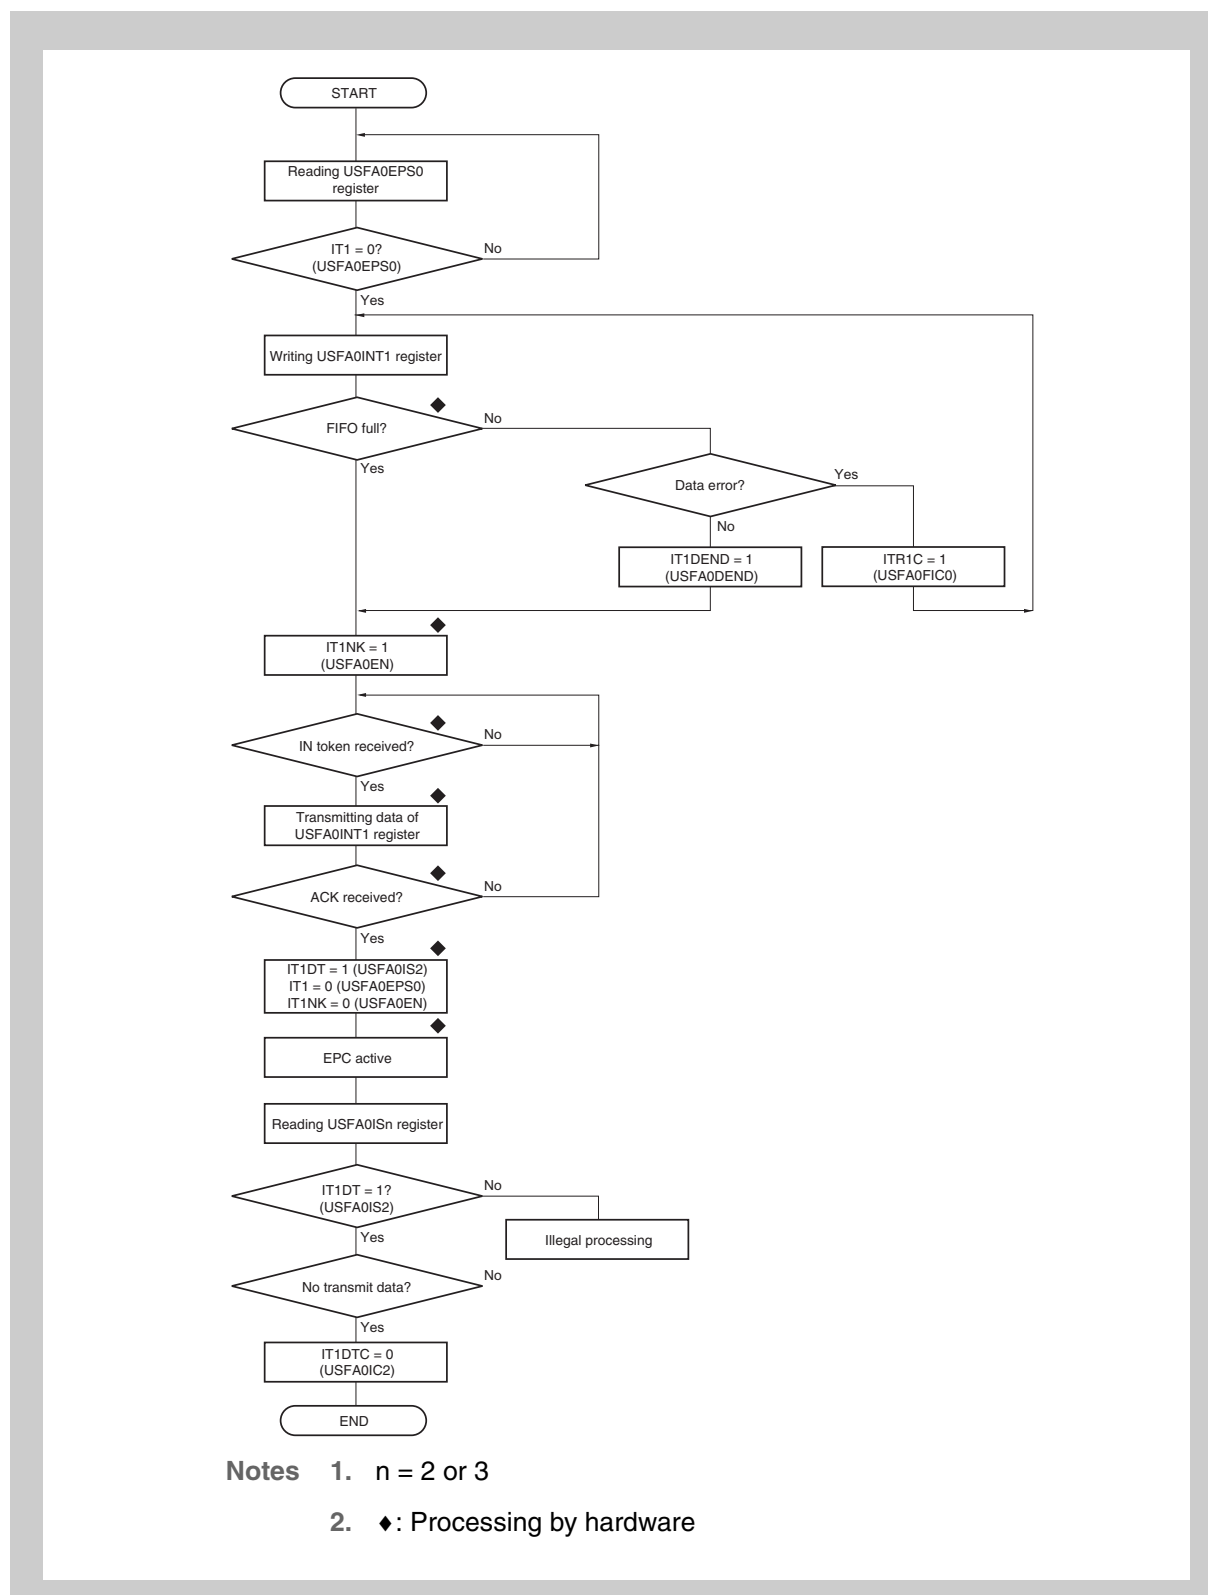 START
Reading USFA0EPS0
register
IT1 = 0?
(USFA0EPS0)
No
Yes
Writing USFA0INT1 register
FIFO full?
No
Yes
Data error?
Yes
No
IT1DEND = 1
(USFA0DEND)
ITR1C = 1
(USFA0FIC0)
IT1NK = 1
(USFA0EN)
IN token received?
No
Yes
Transmitting data of
USFA0INT1 register
ACK received?
No
Yes
IT1DT = 1 (USFA0IS2)
IT1 = 0 (USFA0EPS0)
IT1NK = 0 (USFA0EN)
EPC active
Reading USFA0ISn register
IT1DT = 1?
(USFA0IS2)
No
Yes
Illegal processing
No transmit data?
No
Yes
IT1DTC = 0
(USFA0IC2)
END
Notes 1. n = 2 or 3
2. ♦: Processing by hardware